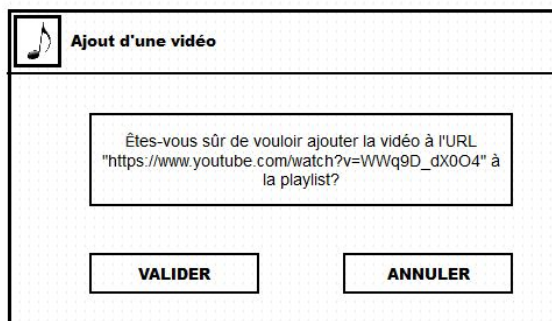 Ajout d'une vidéo
Êtes-vous sûr de vouloir ajouter la vidéo à l'URL
"https://www.youtube.com/watch?v=WWq9D_dX0O4" à
la playlist?
VALIDER
ANNULER